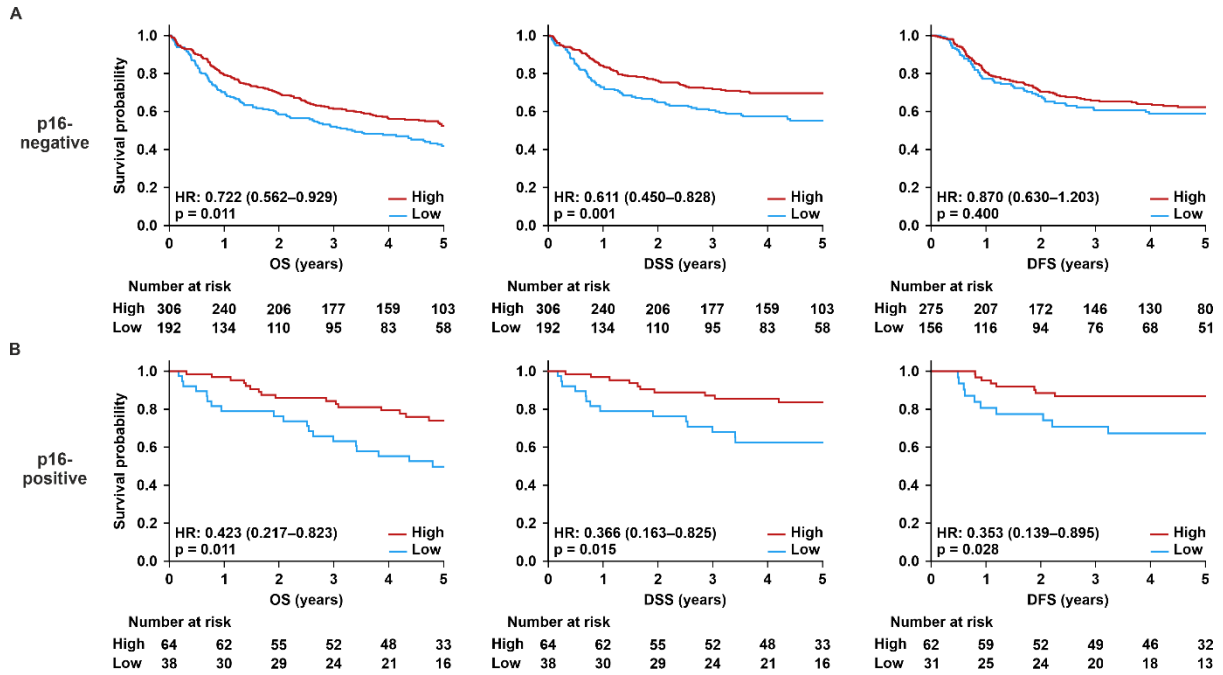 A
p16-
negative
Survival probability
1.0
0.8
0.6
0.4
0.2
0.0
HR: 0.722 (0.562–0.929)
p = 0.011
High
Low
0 1 2 3 4 5
OS (years)
Number at risk
High 306 240 206 177 159 103
Low 192 134 110 95 83 58
1.0
0.8
0.6
0.4
0.2
0.0
HR: 0.611 (0.450–0.828)
p = 0.001
High
Low
0 1 2 3 4 5
DSS (years)
Number at risk
High 306 240 206 177 159 103
Low 192 134 110 95 83 58
1.0
0.8
0.6
0.4
0.2
0.0
HR: 0.870 (0.630–1.203)
p = 0.400
High
Low
0 1 2 3 4 5
DFS (years)
Number at risk
High 275 207 172 146 130 80
Low 156 116 94 76 68 51
B
p16-
positive
Survival probability
1.0
0.8
0.6
0.4
0.2
0.0
HR: 0.423 (0.217–0.823)
p = 0.011
High
Low
0 1 2 3 4 5
OS (years)
Number at risk
High 64 62 55 52 48 33
Low 38 30 29 24 21 16
1.0
0.8
0.6
0.4
0.2
0.0
HR: 0.366 (0.163–0.825)
p = 0.015
High
Low
0 1 2 3 4 5
DSS (years)
Number at risk
High 64 62 55 52 48 33
Low 38 30 29 24 21 16
1.0
0.8
0.6
0.4
0.2
0.0
HR: 0.353 (0.139–0.895)
p = 0.028
High
Low
0 1 2 3 4 5
DFS (years)
Number at risk
High 62 59 52 49 46 32
Low 31 25 24 20 18 13